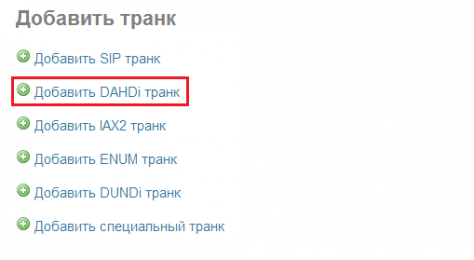 Добавить транк
Добавить SIP транк
Добавить DAHDi транк
Добавить IAX2 транк
Добавить ENUM транк
Добавить DUNDi транк
Добавить специальный транк